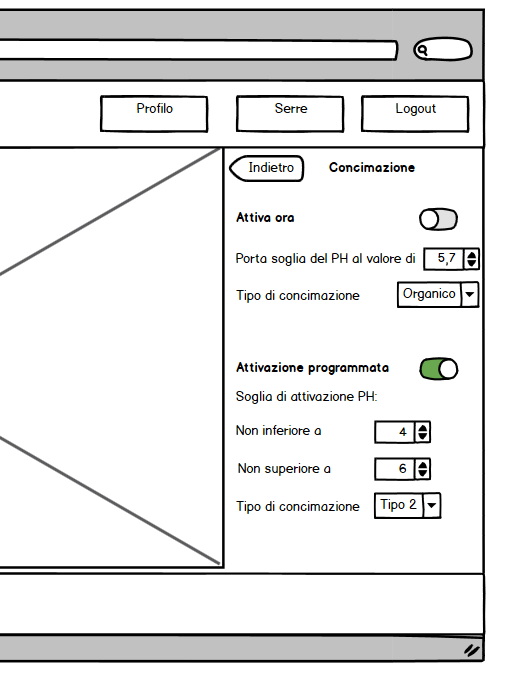 Profilo Serre Logout
Indietro Concimazione
Attiva ora
Porta soglia del PH al valore di 5,7
Tipo di concimazione Organico
Attivazione programmata
Soglia di attivazione PH:
Non inferiore a 4
Non superiore a 6
Tipo di concimazione Tipo 2